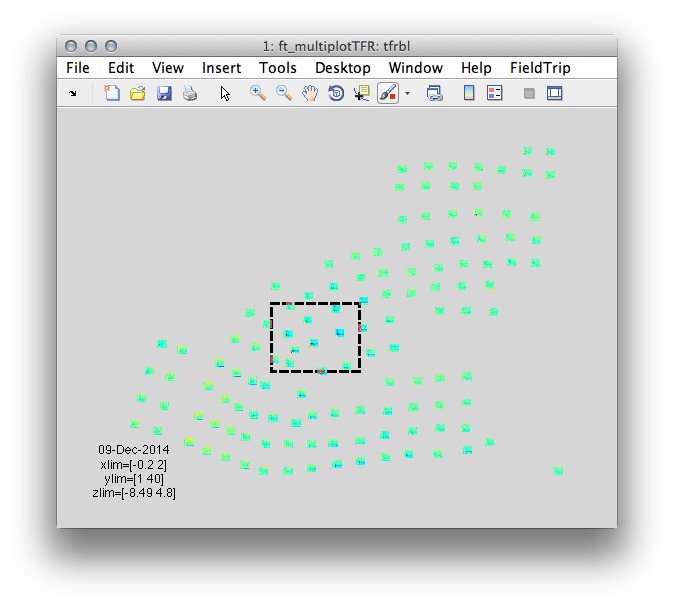 1: ft_multiplotTFR: tfrbl
File Edit View Insert Tools Desktop Window Help FieldTrip
09-Dec-2014
xlim=[-0.2 2]
ylim=[1 40]
zlim=[-8.49 4.8]